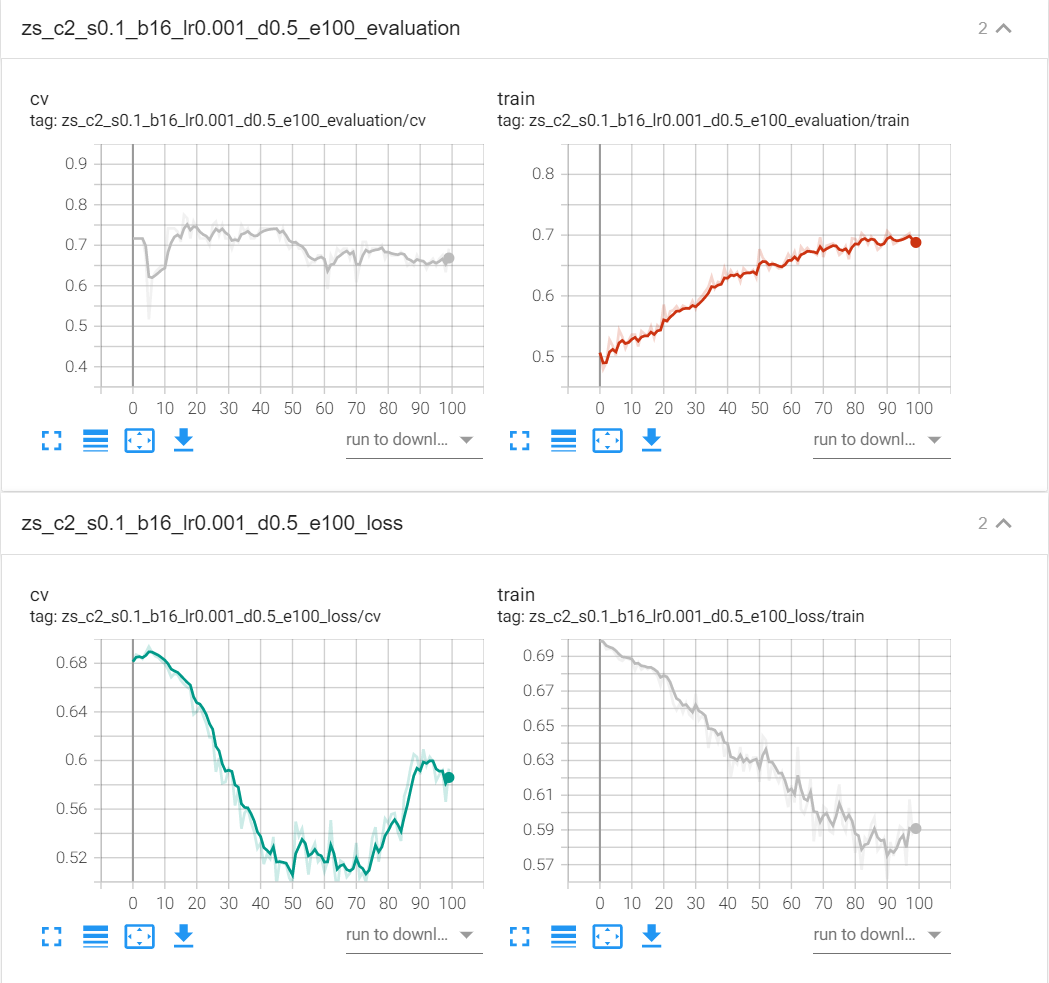 zs_c2_s0.1_b16_lr0.001_d0.5_e100_evaluation 2
cv
tag: zs_c2_s0.1_b16_lr0.001_d0.5_e100_evaluation/cv
0.9
0.8
0.7
0.6
0.5
0.4
0 10 20 30 40 50 60 70 80 90 100
run to downl...
train
tag: zs_c2_s0.1_b16_lr0.001_d0.5_e100_evaluation/train
0.8
0.7
0.6
0.5
0 10 20 30 40 50 60 70 80 90 100
run to downl...
zs_c2_s0.1_b16_lr0.001_d0.5_e100_loss 2
cv
tag: zs_c2_s0.1_b16_lr0.001_d0.5_e100_loss/cv
0.68
0.64
0.6
0.56
0.52
0 10 20 30 40 50 60 70 80 90 100
run to downl...
train
tag: zs_c2_s0.1_b16_lr0.001_d0.5_e100_loss/train
0.69
0.67
0.65
0.63
0.61
0.59
0.57
0 10 20 30 40 50 60 70 80 90 100
run to downl...